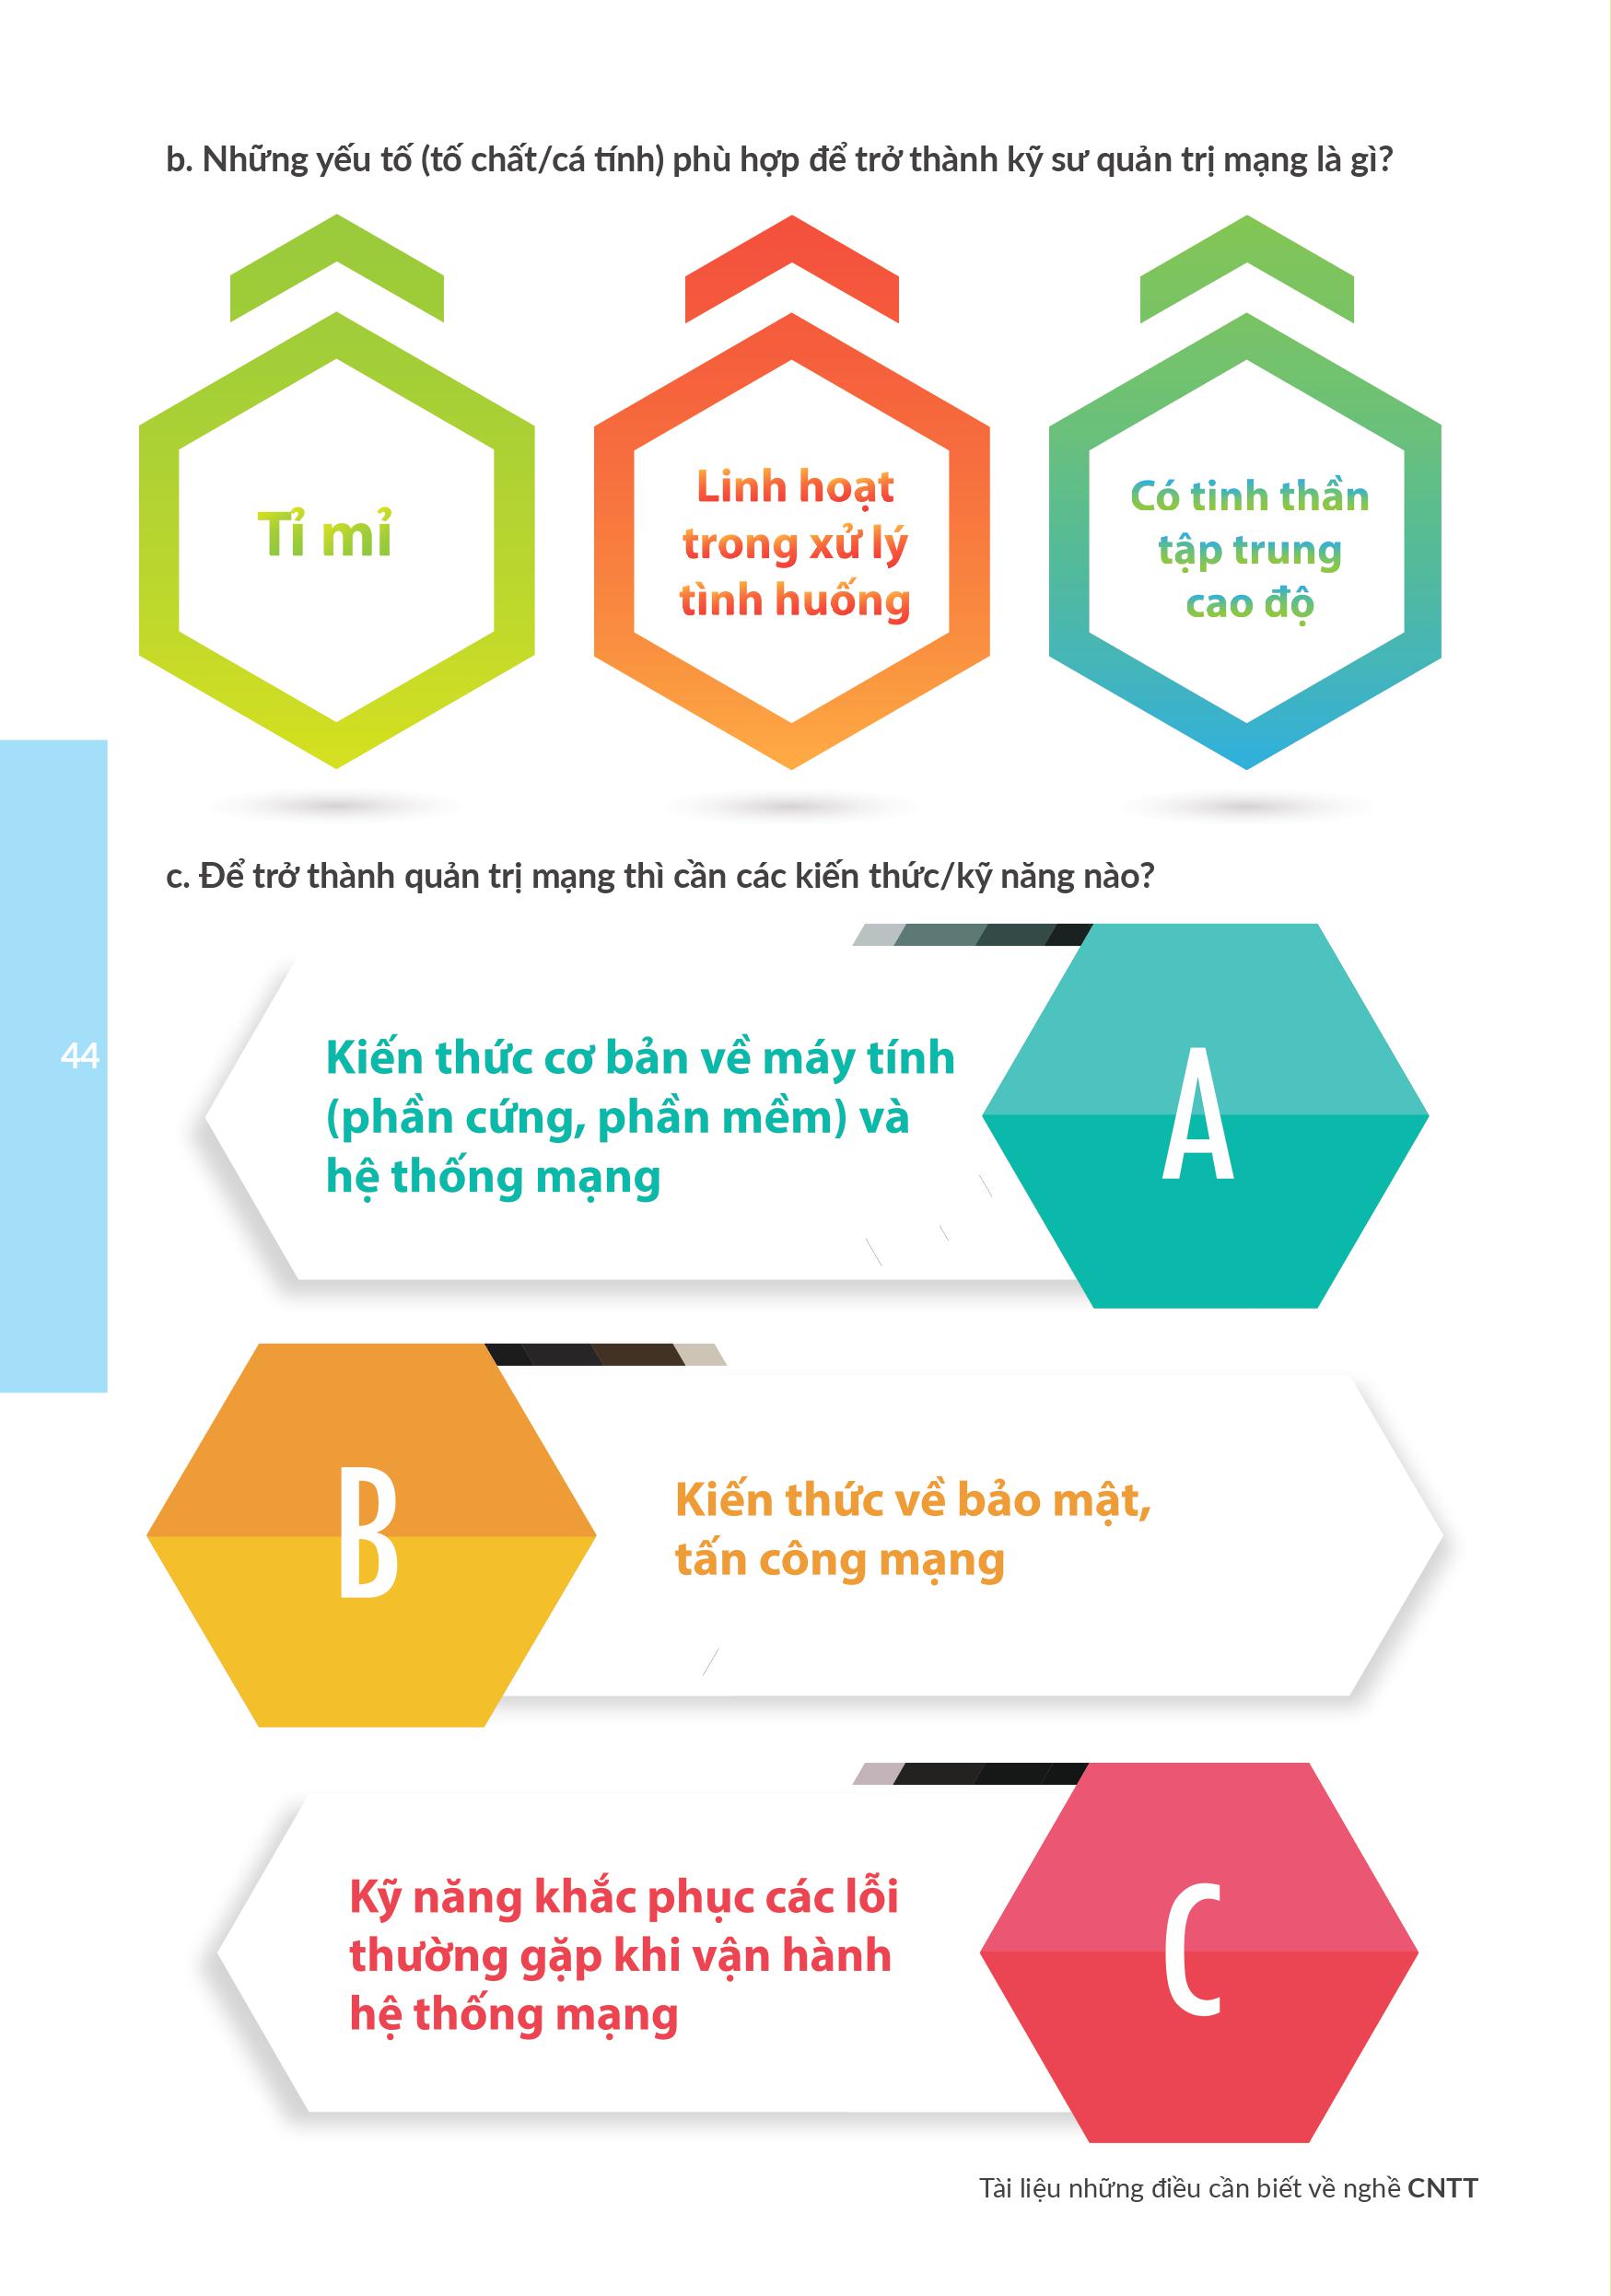 b. Những yếu tố (tố chất/cá tính) phù hợp để trở thành kỹ sư quản trị mạng là gì?
Tỉ mỉ
Linh hoạt
trong xử lý
tình huống
Có tinh thần
tập trung
cao độ
c. Để trở thành quản trị mạng thì cần các kiến thức/kỹ năng nào?
44
Kiến thức cơ bản về máy tính
(phần cứng, phần mềm) và
hệ thống mạng
A
B
Kiến thức về bảo mật,
tấn công mạng
Kỹ năng khắc phục các lỗi
thường gặp khi vận hành
hệ thống mạng
C
Tài liệu những điều cần biết về nghề CNTT